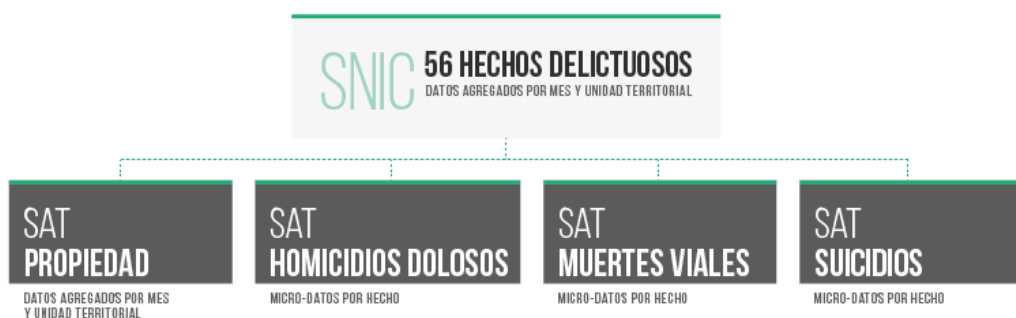 SNIC
56 HECHOS DELICTUOSOS
DATOS AGREGADOS POR MES Y UNIDAD TERRITORIAL
SAT
PROPIEDAD
DATOS AGREGADOS POR MES
Y UNIDAD TERRITORIAL
SAT
HOMICIDIOS DOLOSOS
MICRO-DATOS POR HECHO
SAT
MUERTES VIALES
MICRO-DATOS POR HECHO
SAT
SUICIDIOS
MICRO-DATOS POR HECHO